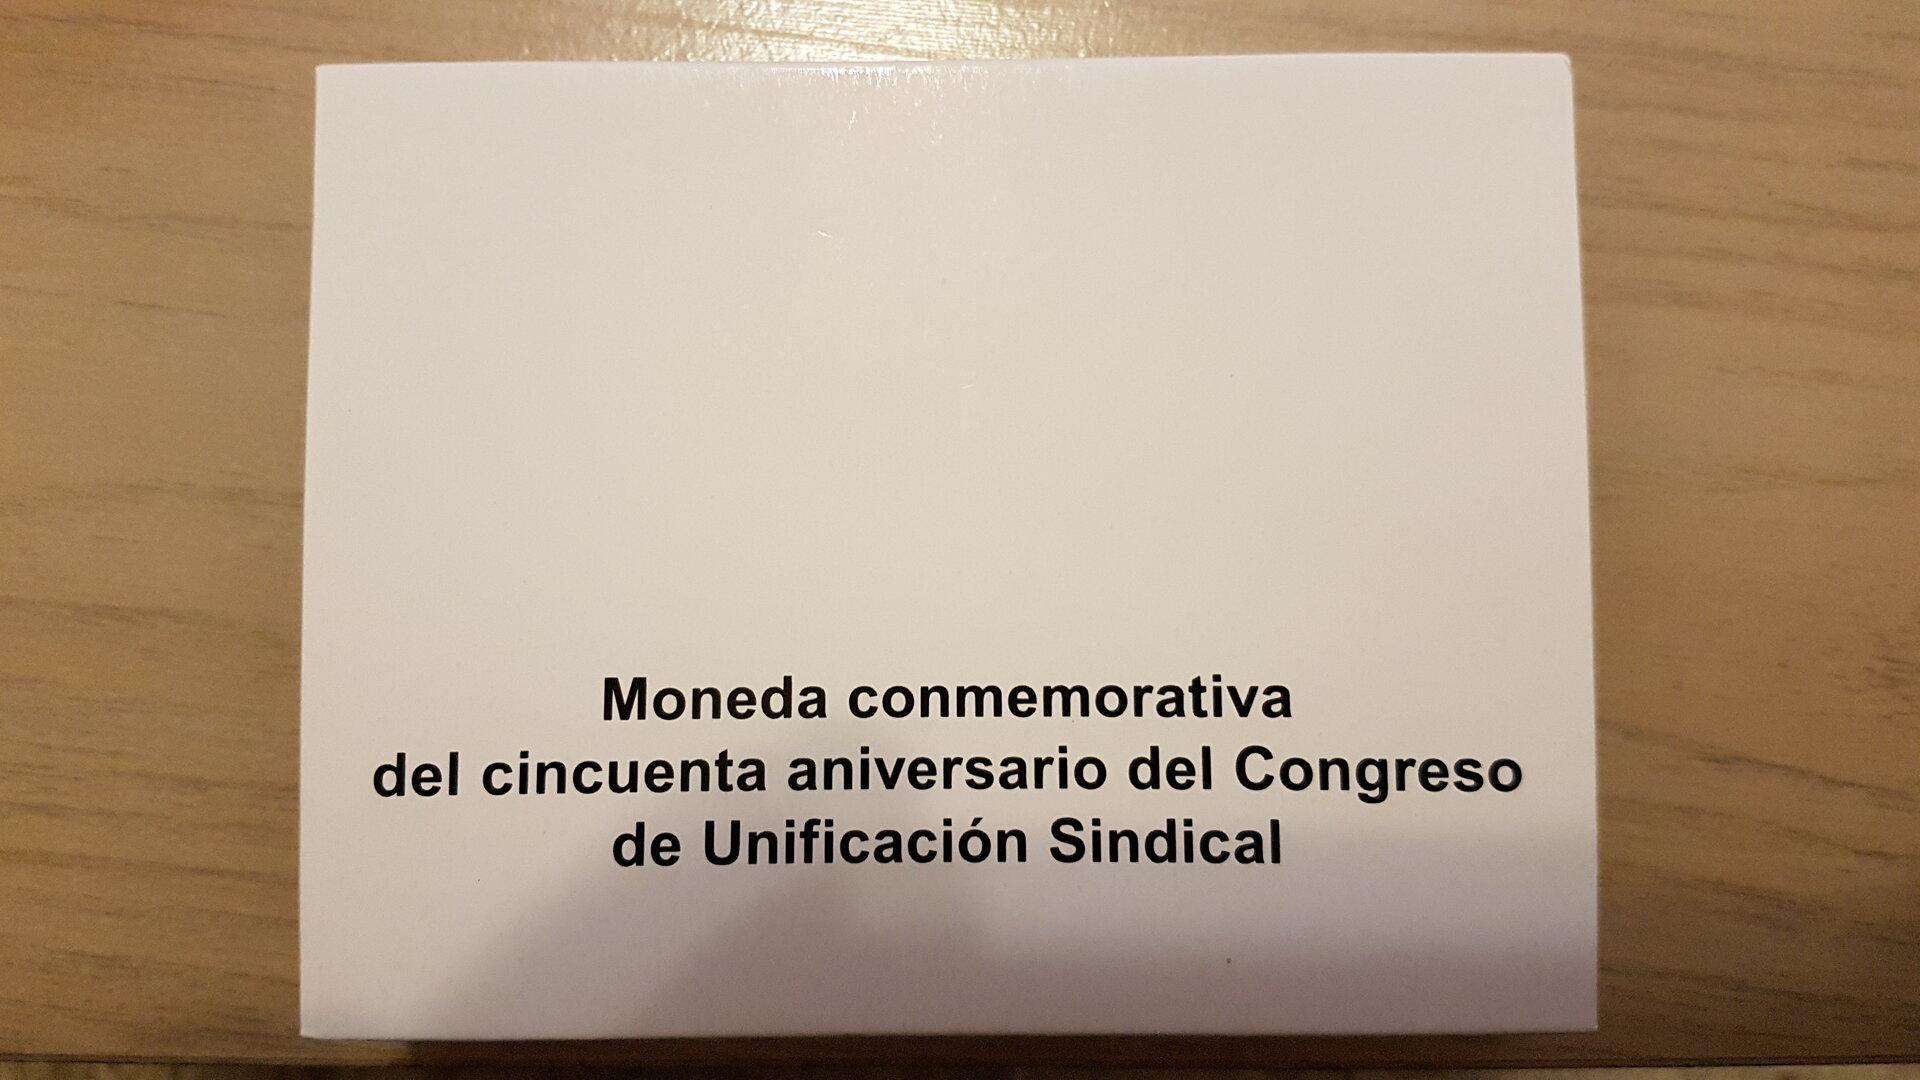 Moneda conmemorativa
del cincuenta aniversario del Congreso
de Unificación Sindical